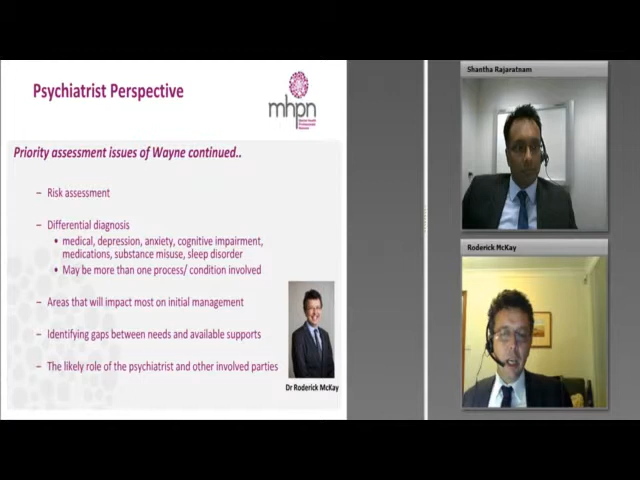 Psychiatrist Perspective
mhpn
Priority assessment issues of Wayne continued..
– Risk assessment
– Differential diagnosis
• medical, depression, anxiety, cognitive impairment,
medications, substance misuse, sleep disorder
• May be more than one process/ condition involved
– Areas that will impact most on initial management
– Identifying gaps between needs and available supports
– The likely role of the psychiatrist and other involved parties
Dr Roderick McKay
Shantha Rajaratnam
Roderick McKay